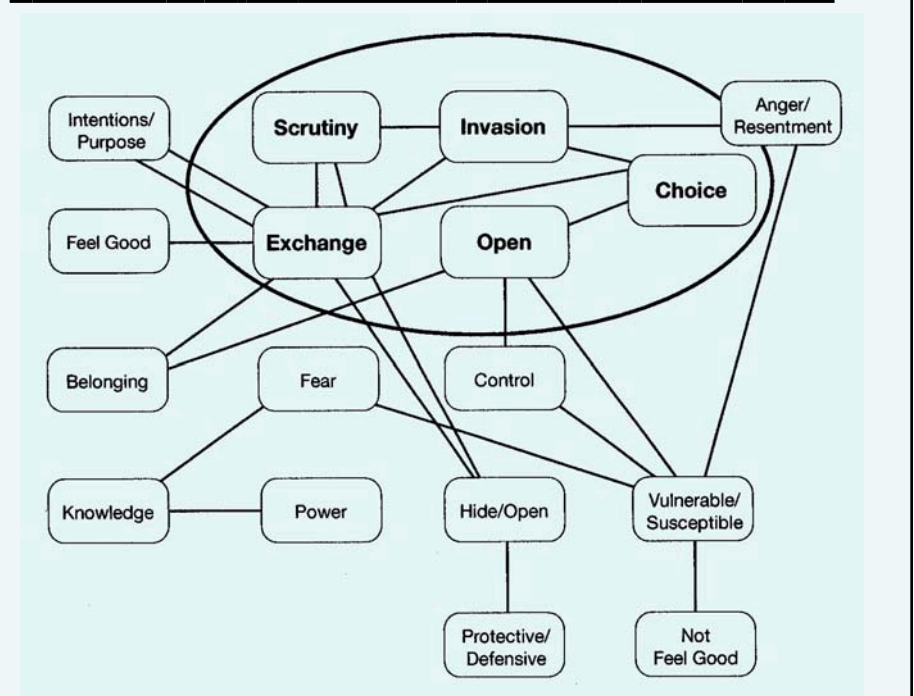 Intentions/
Purpose
Scrutiny
Invasion
Anger/
Resentment
Choice
Feel Good
Exchange
Open
Belonging
Fear
Control
Knowledge
Power
Hide/Open
Vulnerable/
Susceptible
Protective/
Defensive
Not
Feel Good